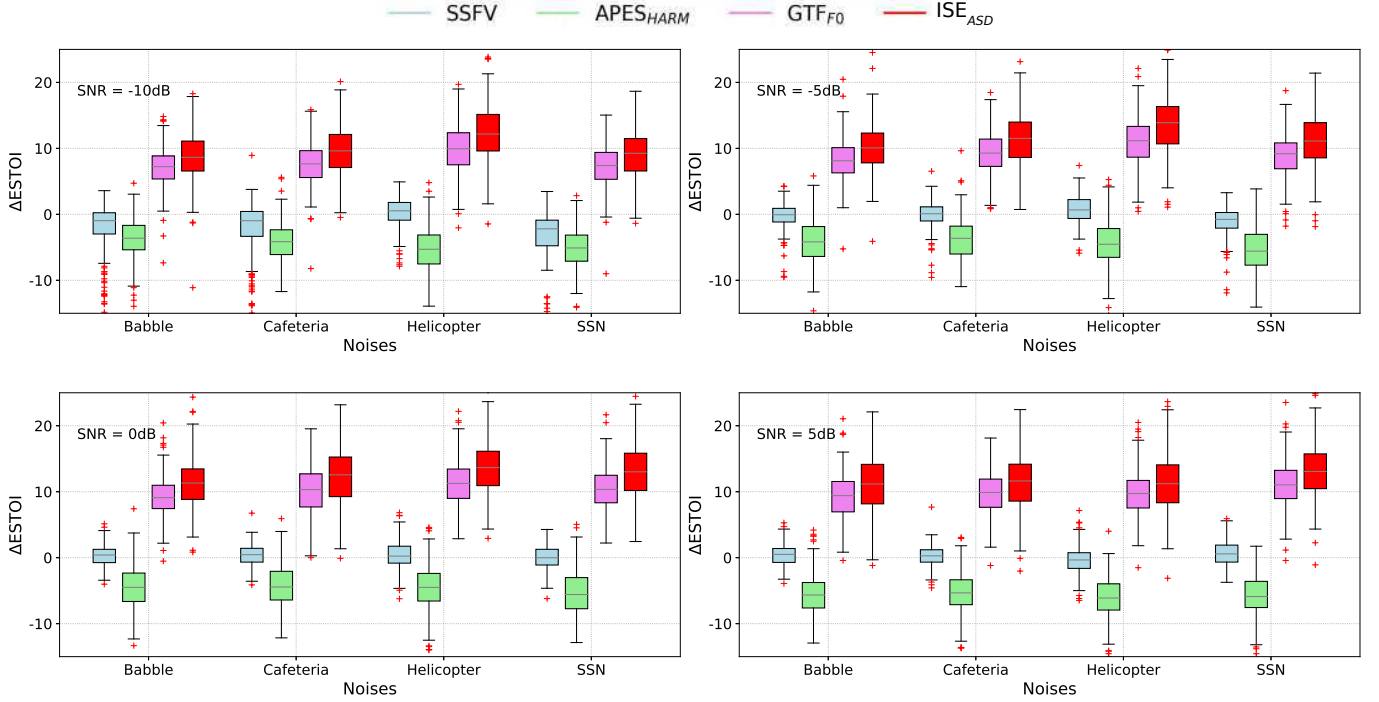 SSFV APES_HARM GTF_F0 ISE_ASD
SNR = -10dB
ΔESTOI
20
10
0
-10
Babble Cafeteria Helicopter SSN
Noises
SNR = -5dB
ΔESTOI
20
10
0
-10
Babble Cafeteria Helicopter SSN
Noises
SNR = 0dB
ΔESTOI
20
10
0
-10
Babble Cafeteria Helicopter SSN
Noises
SNR = 5dB
ΔESTOI
20
10
0
-10
Babble Cafeteria Helicopter SSN
Noises